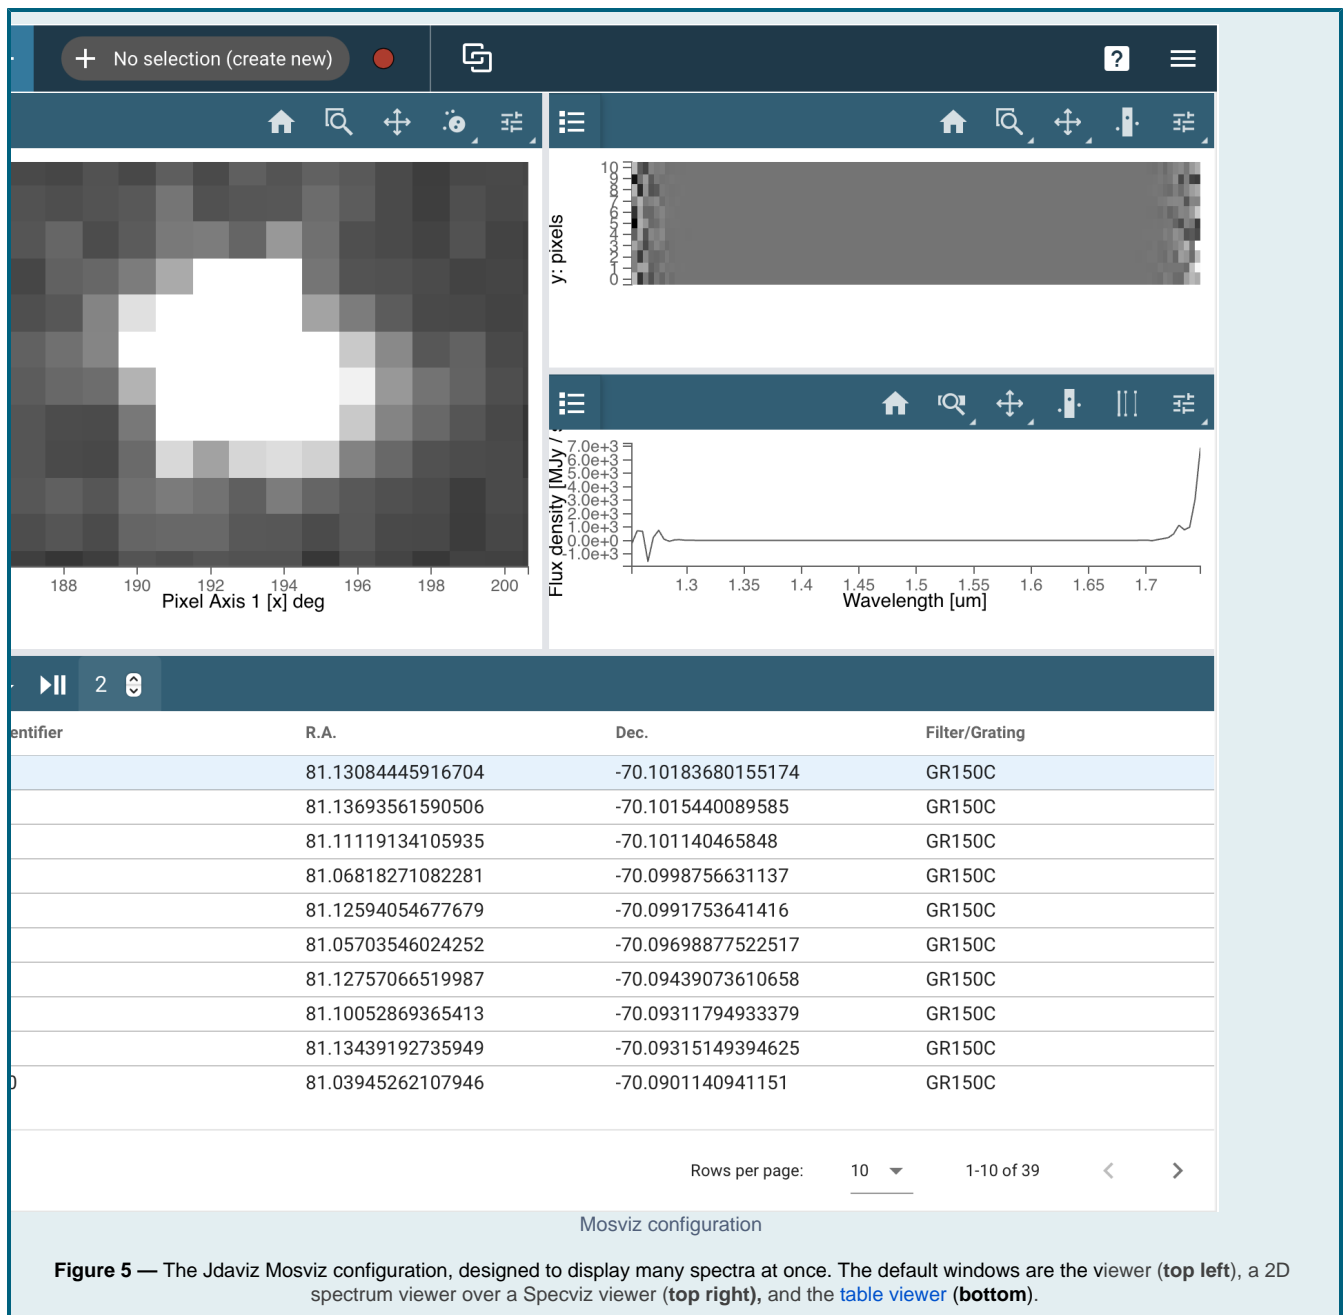 No selection (create new)
10
9
8
7
6
5
4
3
2
1
0
y: pixels
7.0e+3
6.0e+3
5.0e+3
4.0e+3
3.0e+3
2.0e+3
1.0e+3
0.0e+0
-1.0e+3
Flux density [MJy /
1.3 1.35 1.4 1.45 1.5 1.55 1.6 1.65 1.7
Wavelength [um]
188 190 192 194 196 198 200
Pixel Axis 1 [x] deg
2
entifier R.A. Dec. Filter/Grating
81.13084445916704 -70.10183680155174 GR150C
81.13693561590506 -70.1015440089585 GR150C
81.11119134105935 -70.101140465848 GR150C
81.06818271082281 -70.0998756631137 GR150C
81.12594054677679 -70.0991753641416 GR150C
81.05703546024252 -70.09698877522517 GR150C
81.12757066519987 -70.09439073610658 GR150C
81.10052869365413 -70.09311794933379 GR150C
81.13439192735949 -70.09315149394625 GR150C
0 81.03945262107946 -70.0901140941151 GR150C
Rows per page: 10 1-10 of 39
Mosviz configuration
Figure 5 — The Jdaviz Mosviz configuration, designed to display many spectra at once. The default windows are the viewer (top left), a 2D
spectrum viewer over a Specviz viewer (top right), and the table viewer (bottom).